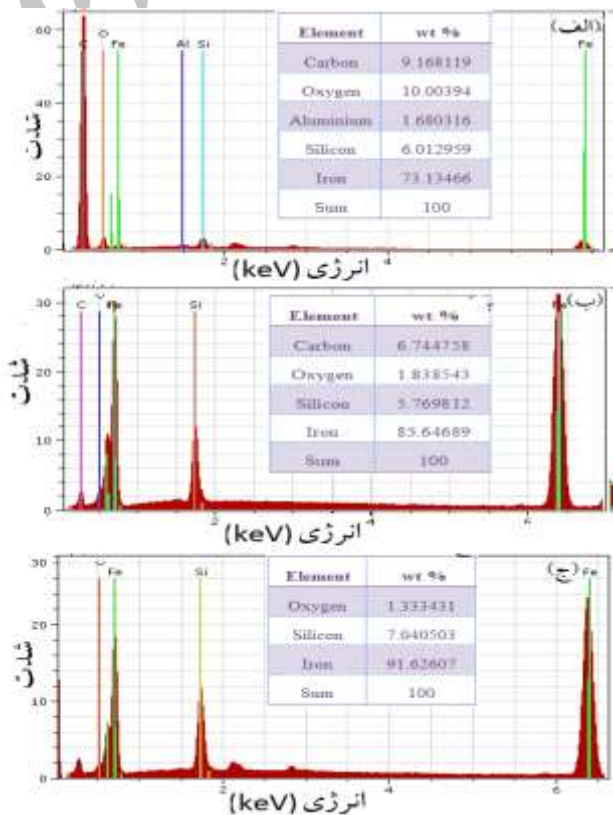 60
40
20
0
C
O
Fe
Al
Si
Fe
(الف)
Element wt %
Carbon 9.168119
Oxygen 10.00394
Aluminium 1.680316
Silicon 6.012959
Iron 73.13466
Sum 100
شدت
2
4
6
انرژی (keV)
30
20
10
0
C
Fe
Si
(ب)
Element wt %
Carbon 6.744758
Oxygen 1.838543
Silicon 5.769812
Iron 85.64689
Sum 100
شدت
2
4
6
انرژی (keV)
30
20
10
0
Fe
Si
Fe
(ج)
Element wt %
Oxygen 1.333431
Silicon 7.040503
Iron 91.62607
Sum 100
شدت
2
4
6
انرژی (keV)